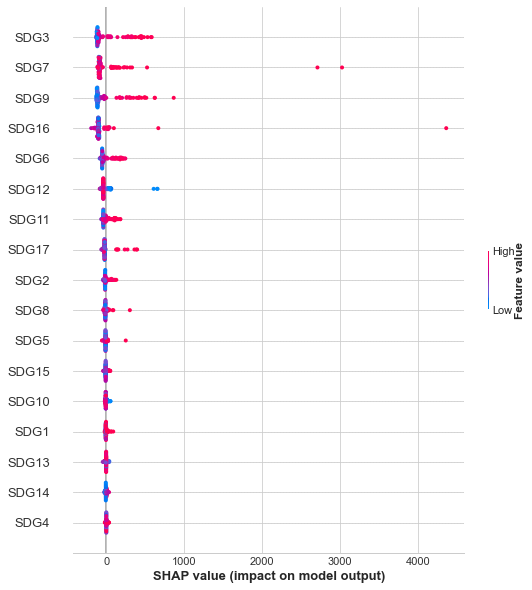 SDG3
SDG7
SDG9
SDG16
SDG6
SDG12
SDG11
SDG17
SDG2
SDG8
SDG5
SDG15
SDG10
SDG1
SDG13
SDG14
SDG4
0 1000 2000 3000 4000
SHAP value (impact on model output)
High
Low
Feature value